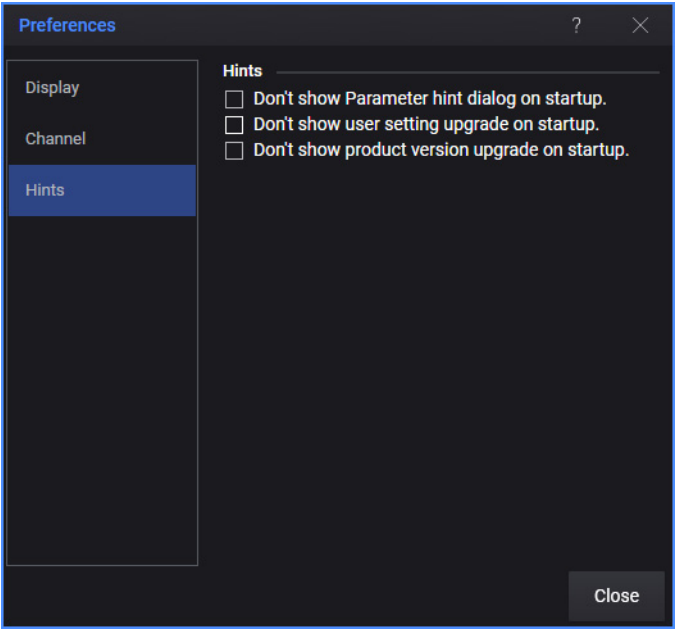 Preferences
?
Display
Channel
Hints
Hints
Don't show Parameter hint dialog on startup.
Don't show user setting upgrade on startup.
Don't show product version upgrade on startup.
Close